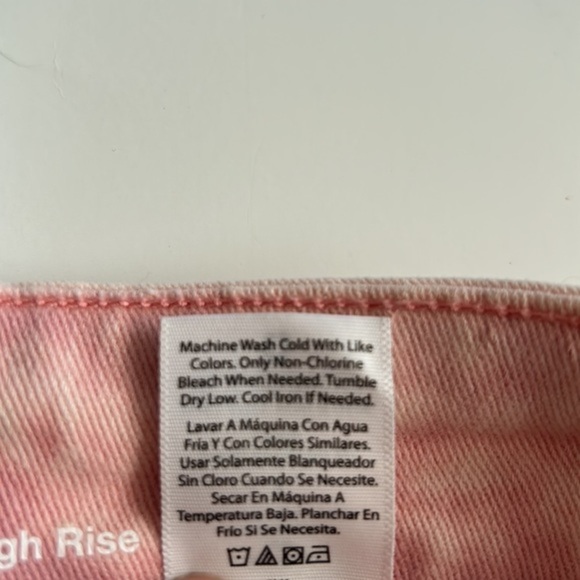 Machine Wash Cold With Like
Colors. Only Non-Chlorine
Bleach When Needed. Tumble
Dry Low. Cool Iron If Needed.
Lavar A Máquina Con Agua
Fría Y Con Colores Similares.
Usar Solamente Blanqueador
Sin Cloro Cuando Se Necesite.
Secar En Máquina A
Temperatura Baja. Planchar En
Frío Si Se Necesita.
gh Rise